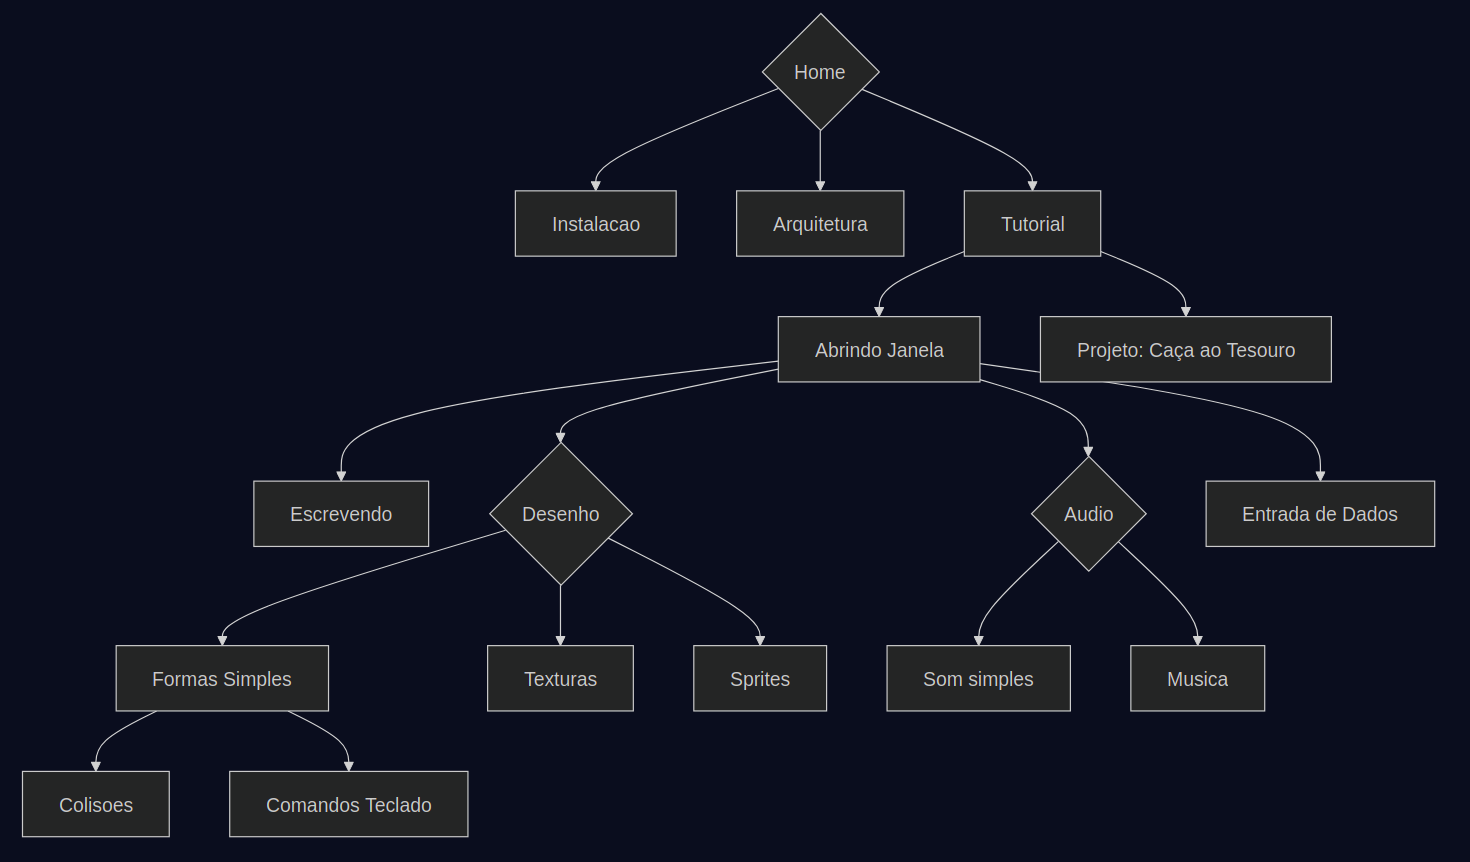 Home
Instalacao
Arquitetura
Tutorial
Abrindo Janela
Projeto: Caça ao Tesouro
Escrevendo
Desenho
Audio
Entrada de Dados
Formas Simples
Texturas
Sprites
Som simples
Musica
Colisoes
Comandos Teclado